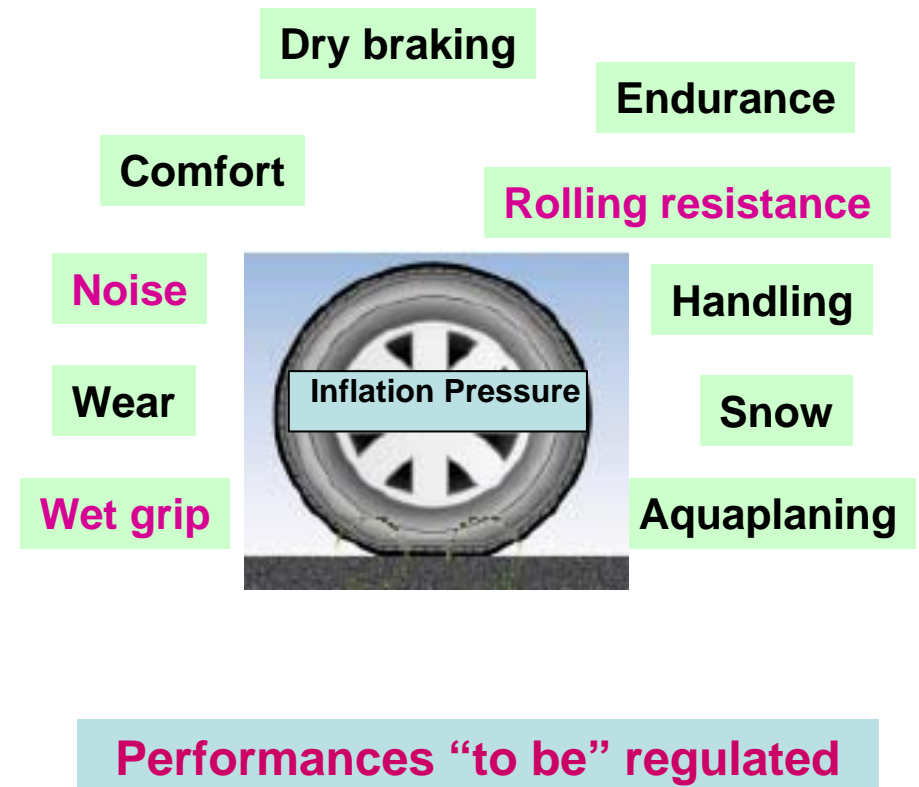 Dry braking
Endurance
Comfort
Rolling resistance
Noise
Handling
Inflation Pressure
Wear
Snow
Wet grip
Aquaplaning
Performances “to be” regulated